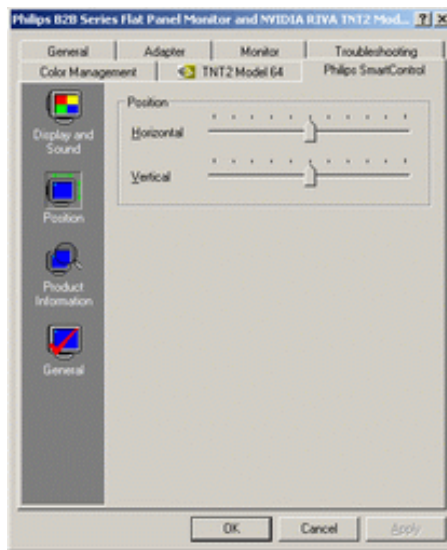 Philips B2B Series Flat Panel Monitor and NVIDIA RIVA TNT2 Mod...
General Adapter Monitor Troubleshooting
Color Management TNT2 Model 64 Philips SmartControl
Display and
Sound
Position
Product
Information
General
Position
Horizontal
Vertical
OK Cancel Apply